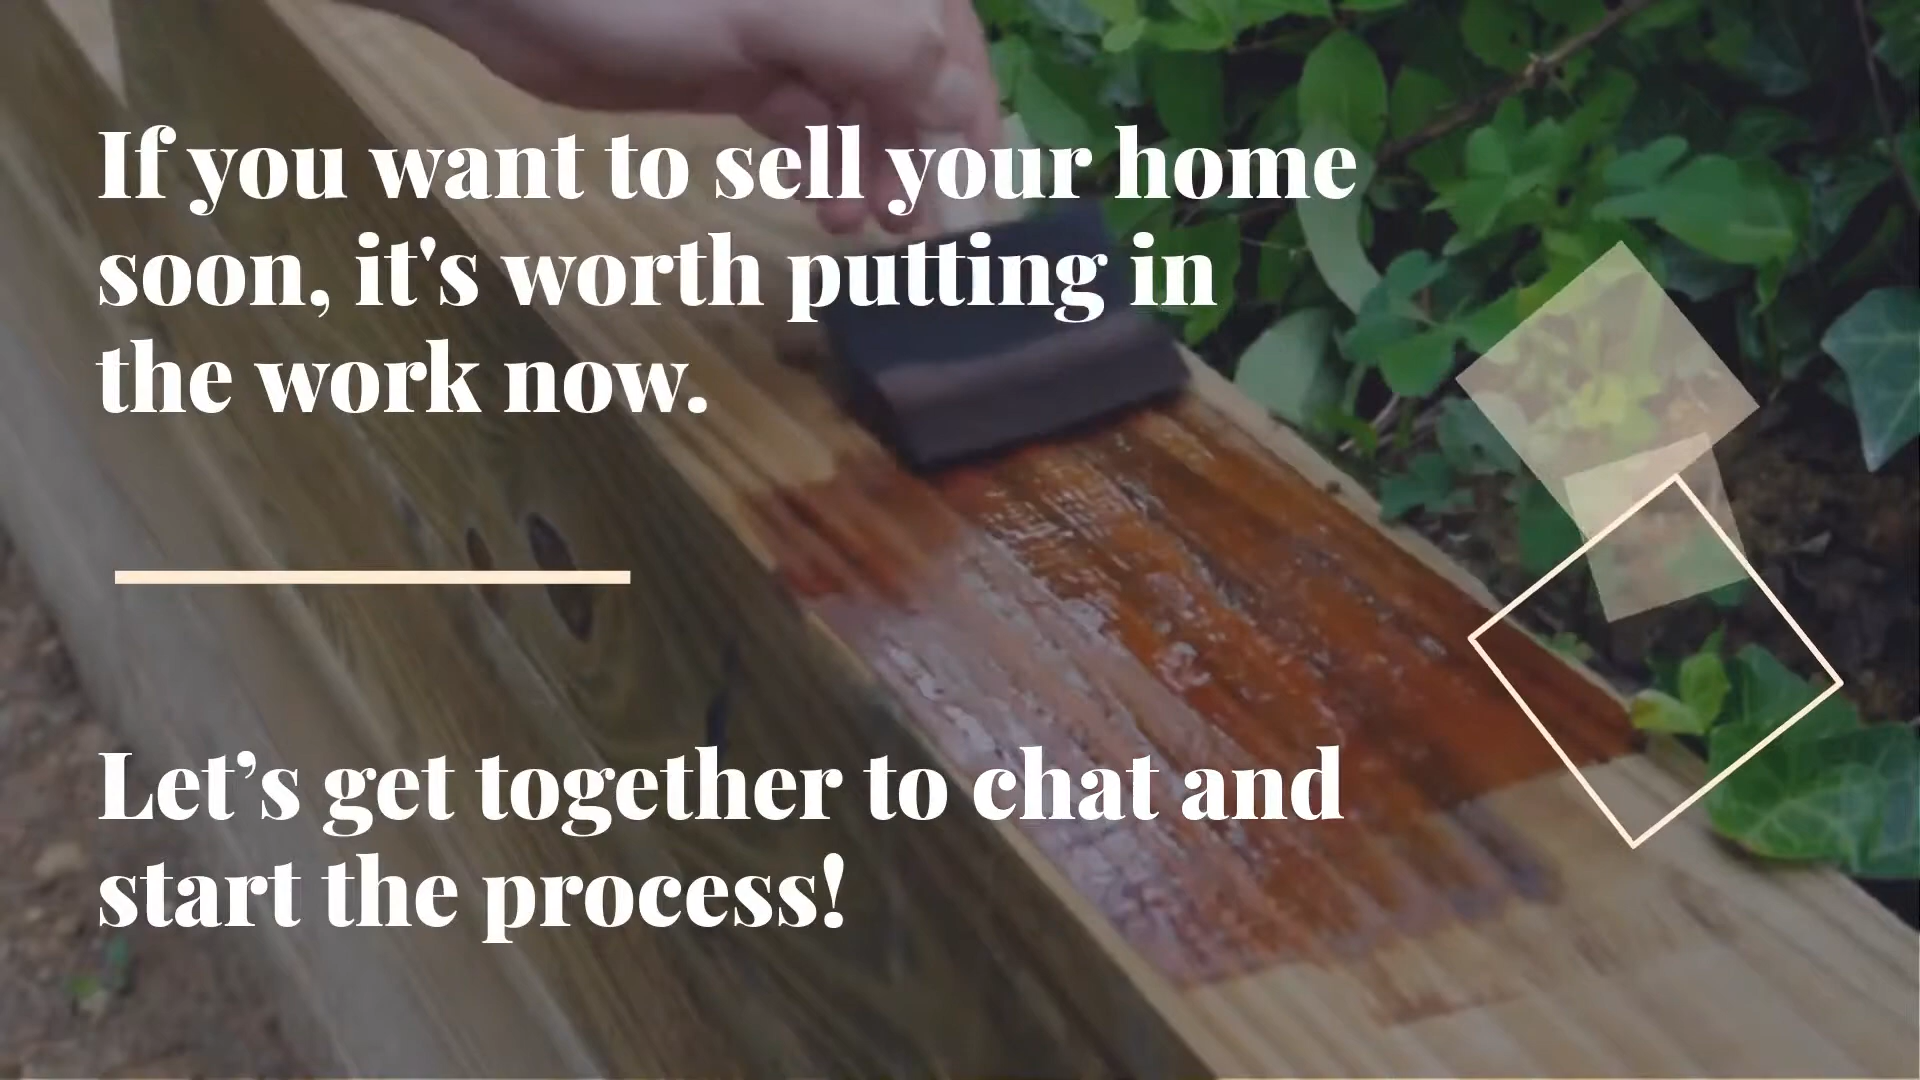 If you want to sell your home
soon, it's worth putting in
the work now.
Let’s get together to chat and
start the process!